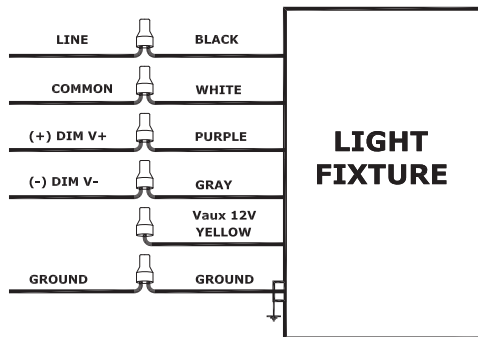 LINE BLACK
COMMON WHITE
(+) DIM V+ PURPLE
(-) DIM V- GRAY
Vaux 12V
YELLOW
GROUND GROUND
LIGHT
FIXTURE